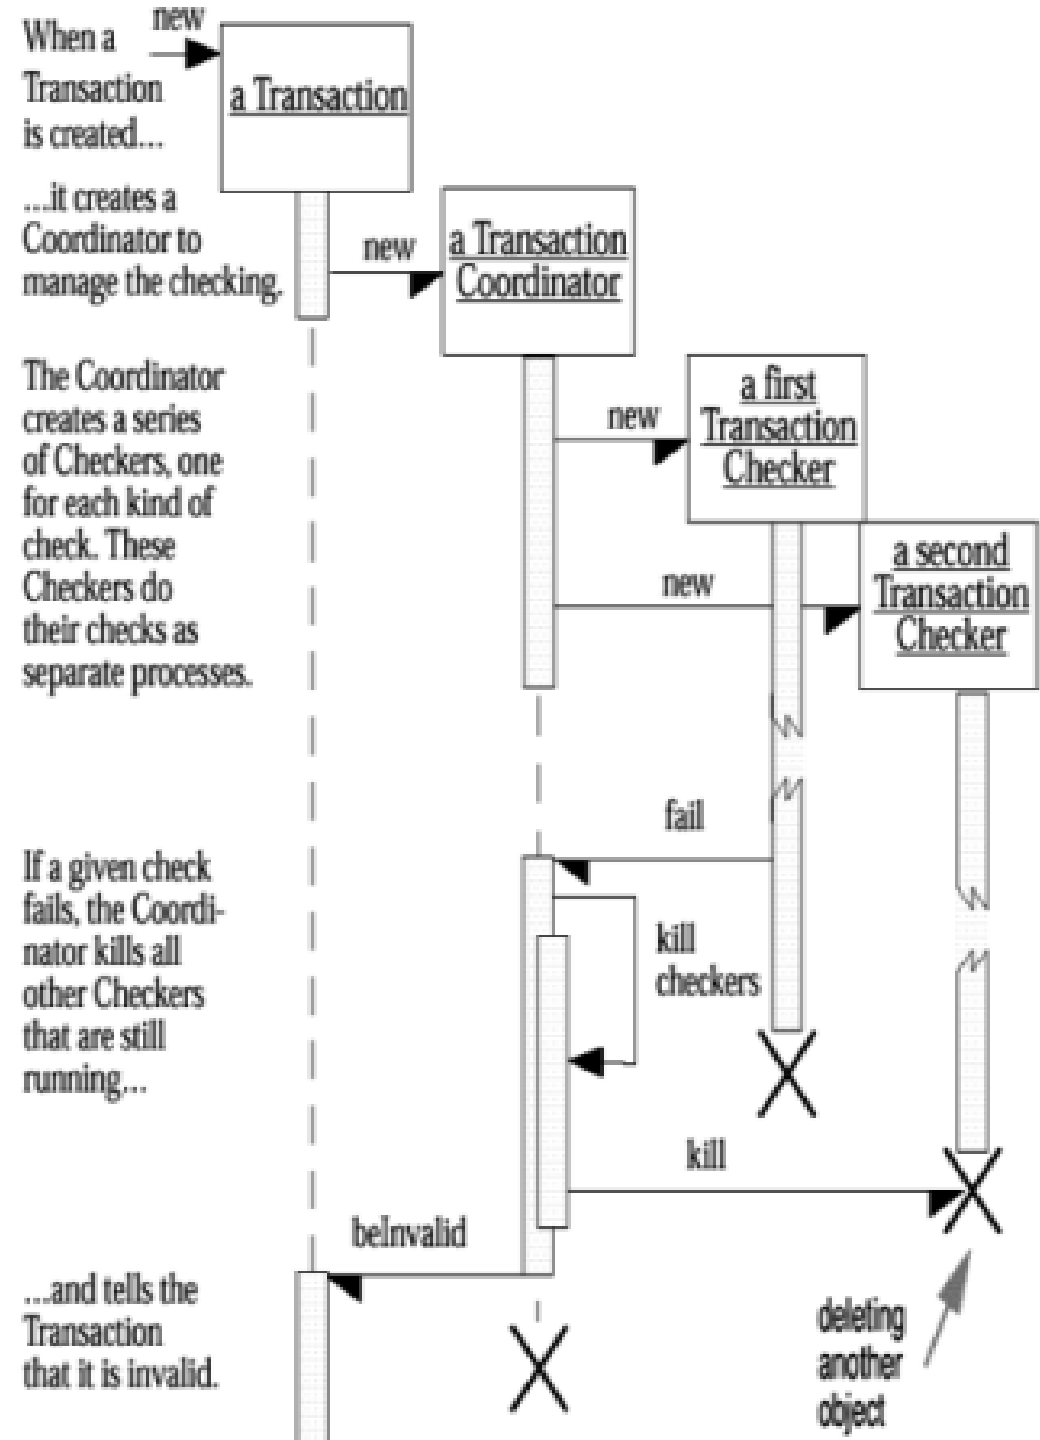 new
When a
Transaction
is created...
a Transaction
...it creates a
Coordinator to
manage the checking.
new
a Transaction
Coordinator
The Coordinator
creates a series
of Checkers, one
for each kind of
check. These
Checkers do
their checks as
separate processes.
new
a first
Transaction
Checker
new
a second
Transaction
Checker
fail
If a given check
fails, the Coordi-
nator kills all
other Checkers
that are still
running...
kill
checkers
kill
beInvalid
...and tells the
Transaction
that it is invalid.
deleting
another
object